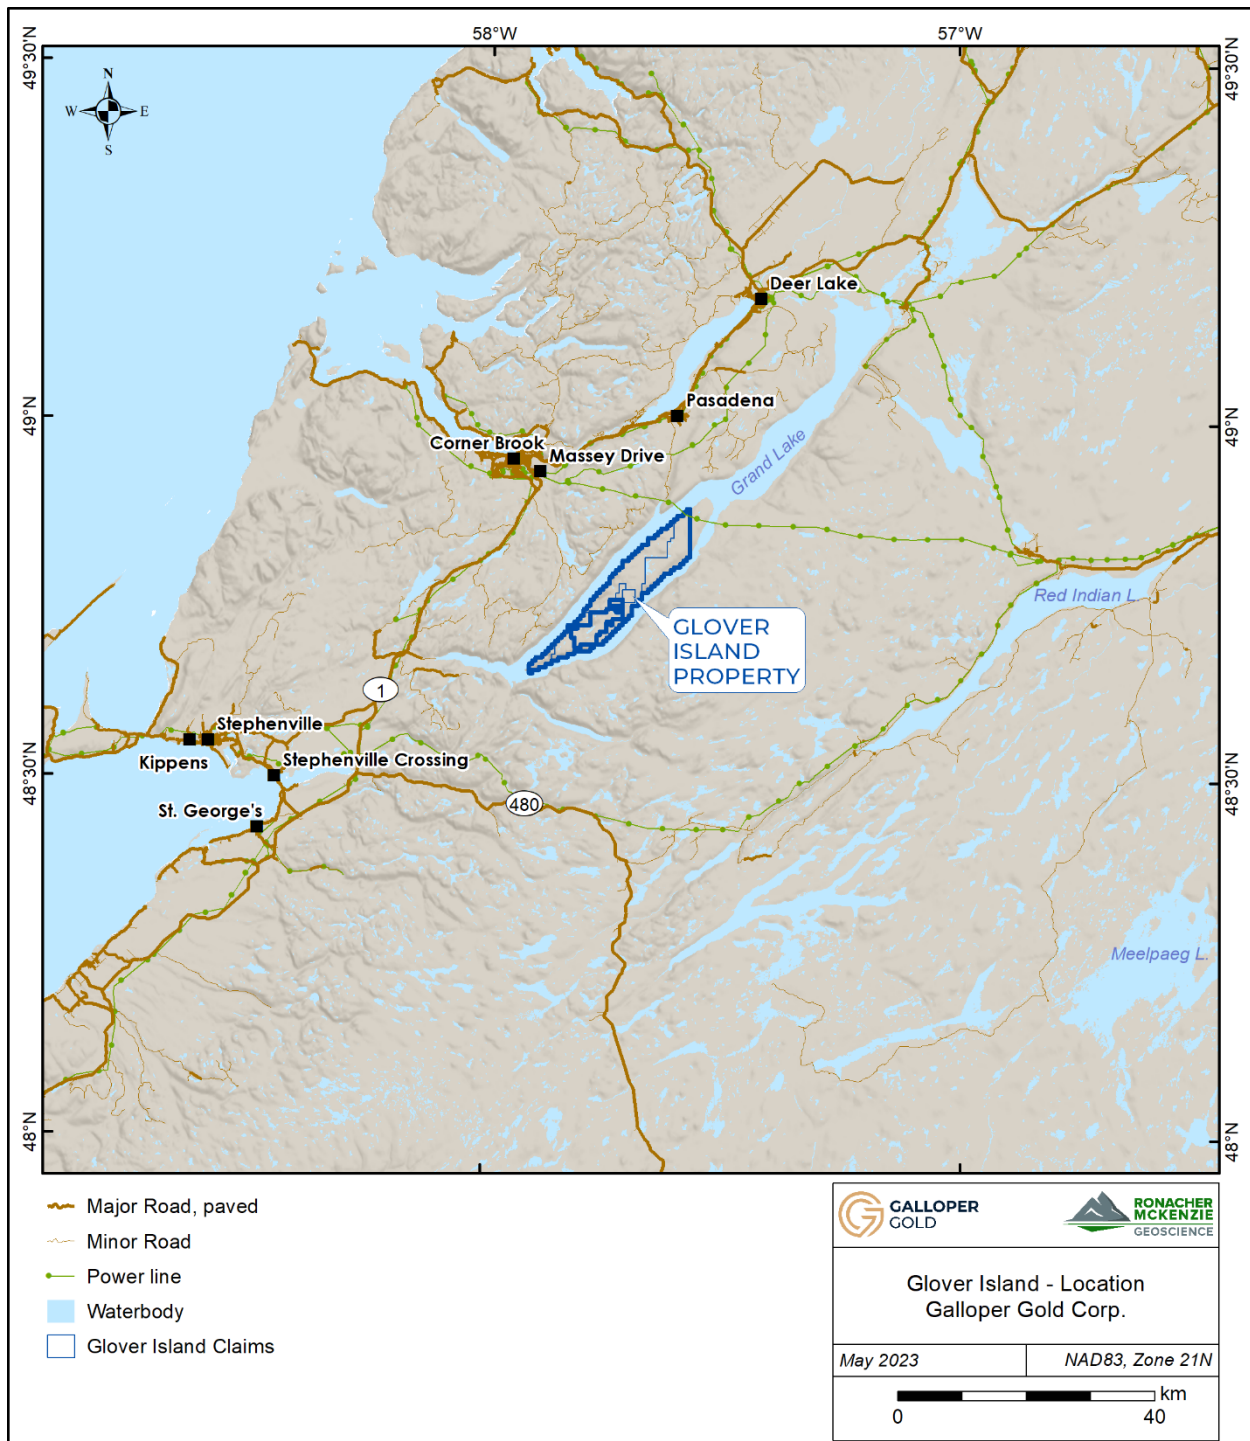 58°W
57°W
49°30'N
49°30'N
N
W
E
S
Deer Lake
Pasadena
49°N
49°N
Corner Brook
Massey Drive
Grand Lake
Red Indian L.
GLOVER
ISLAND
PROPERTY
1
Stephenville
Kippens
Stephenville Crossing
48°30'N
48°30'N
480
St. George's
Meelpaeg L.
48°N
48°N
Major Road, paved
Minor Road
Power line
Waterbody
Glover Island Claims
GALLOPER
GOLD
RONACHER
MCKENZIE
GEOSCIENCE
Glover Island - Location
Galloper Gold Corp.
May 2023
NAD83, Zone 21N
km
0
40